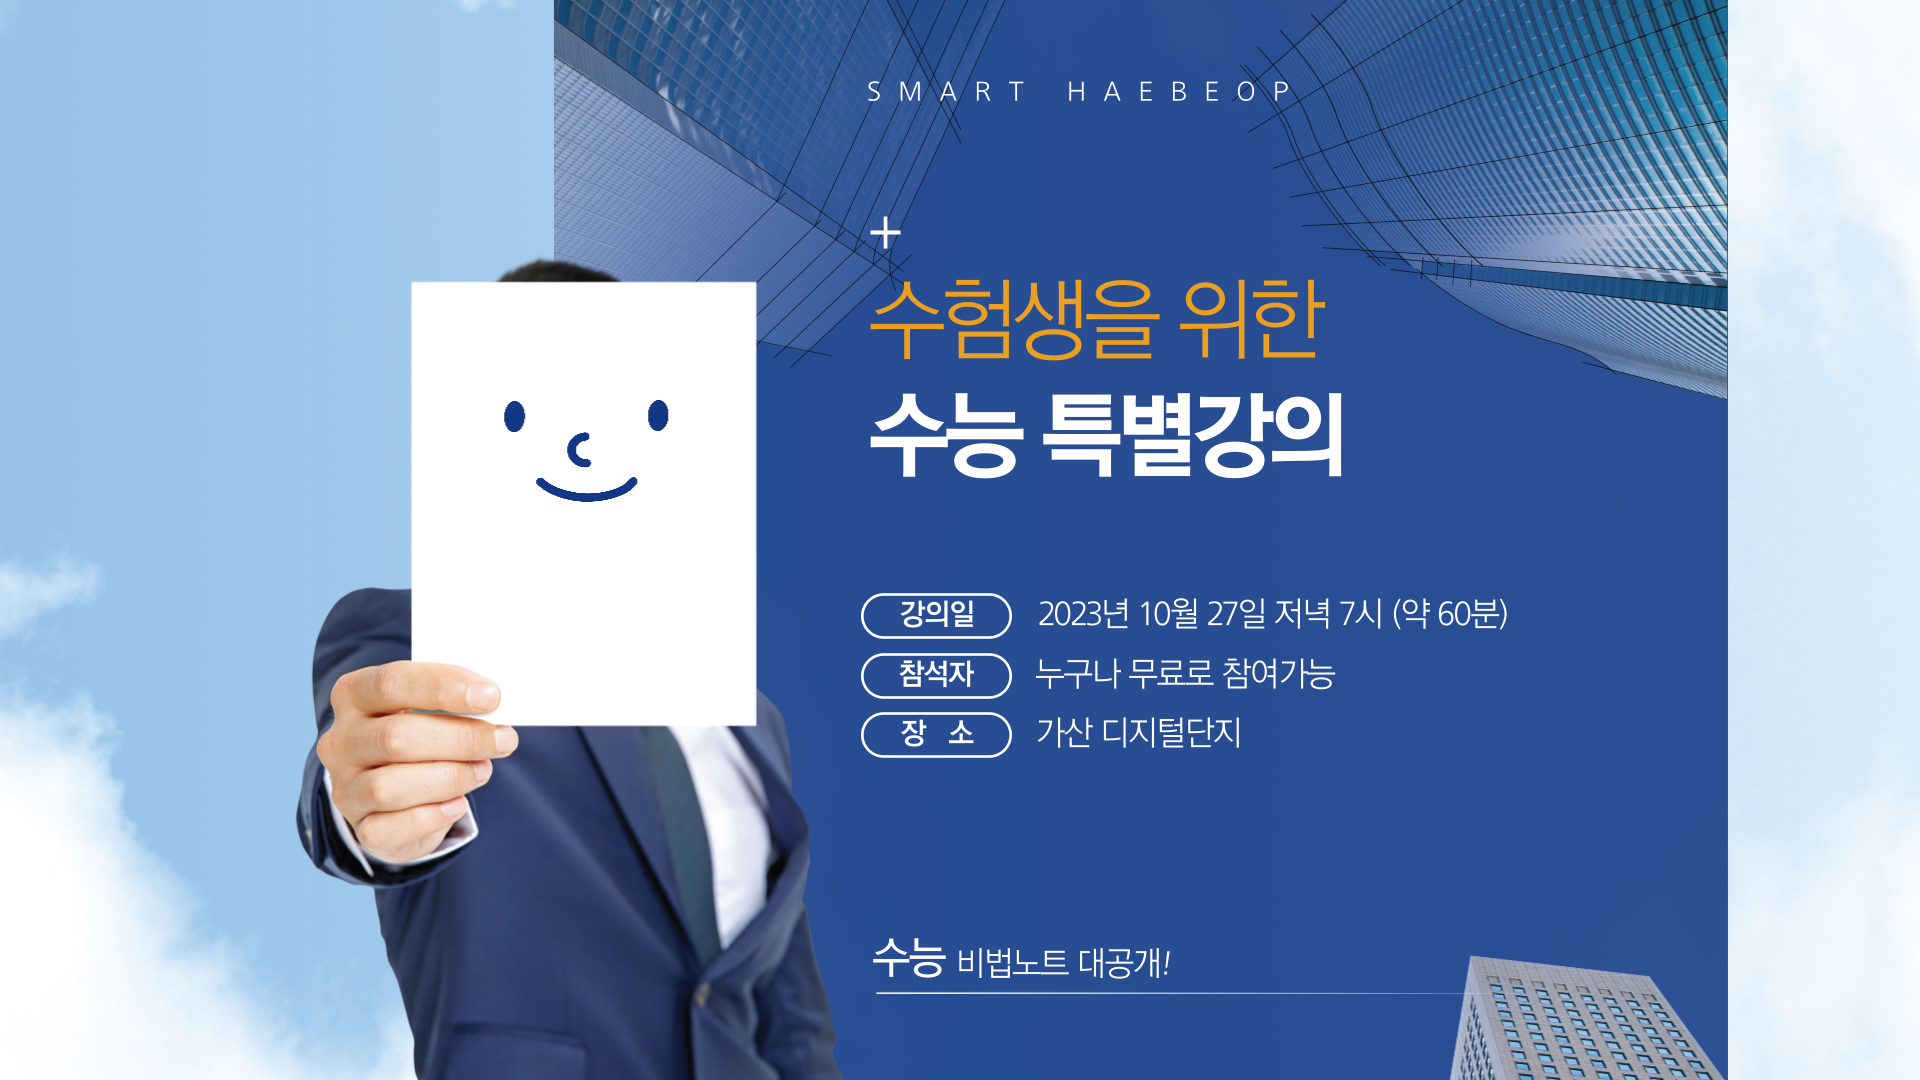 SMART HAEBEOP
+
수험생을 위한
수능 특별강의
강의일 2023년 10월 27일 저녁 7시 (약 60분)
참석자 누구나 무료로 참여가능
장 소 가산 디지털단지
수능 비법노트 대공개!